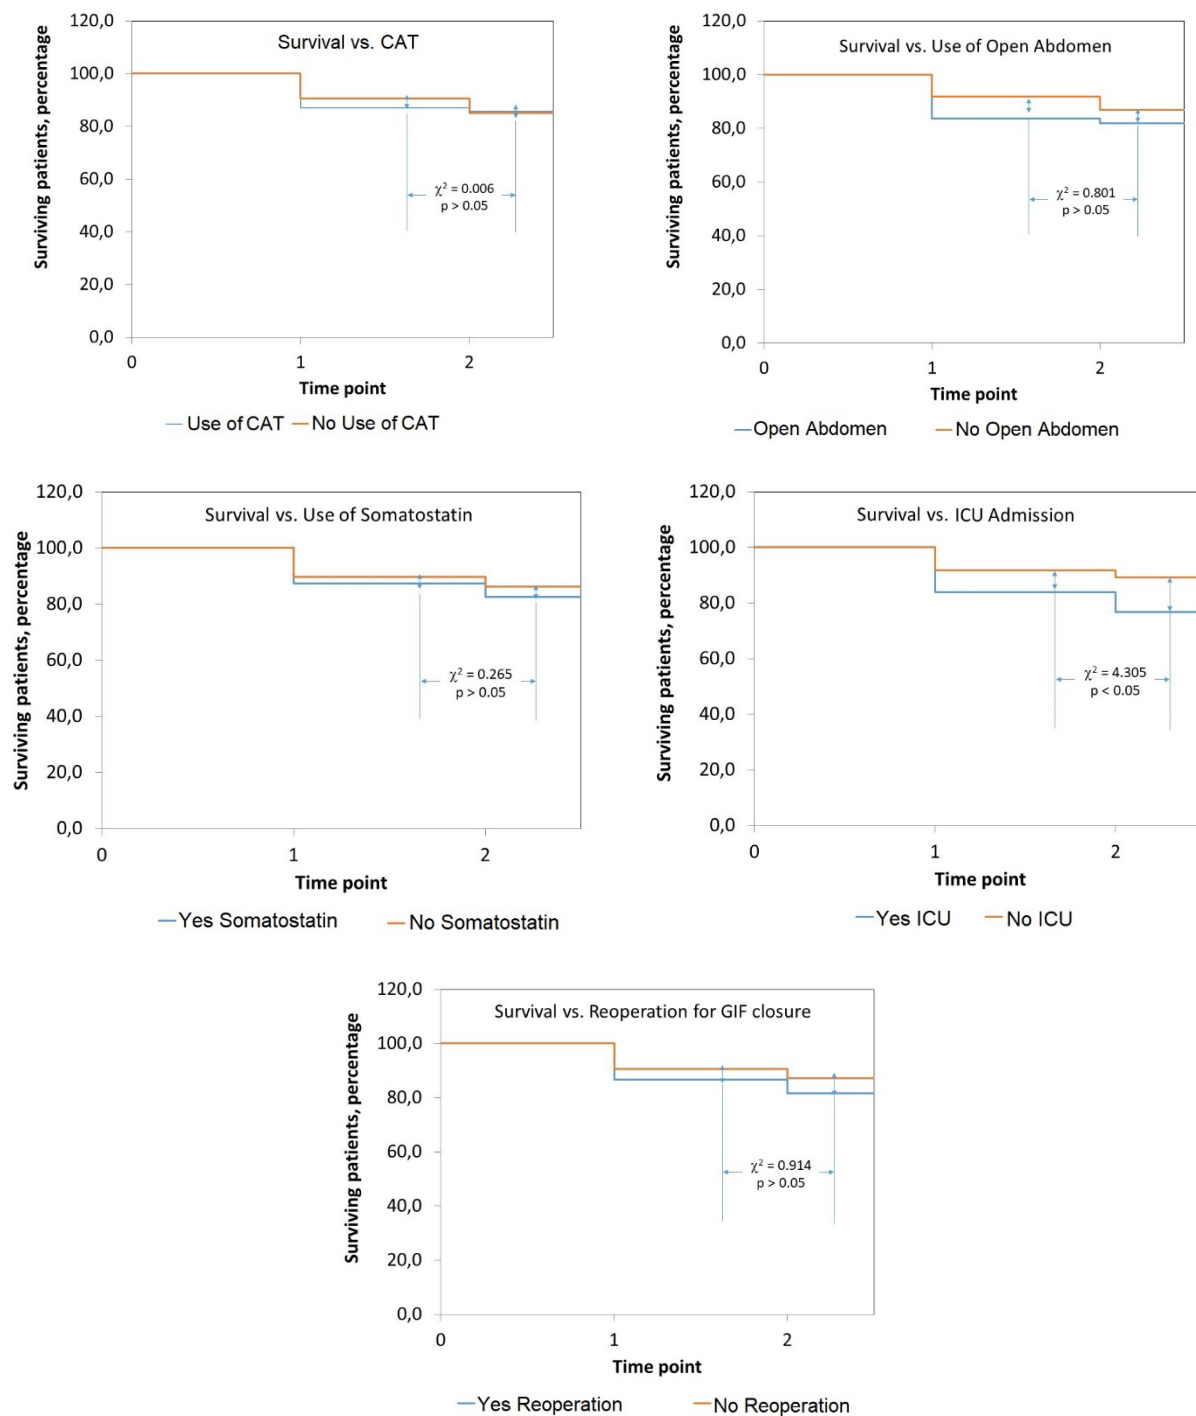 Survival vs. CAT
Surviving patients, percentage
120,0
100,0
80,0
60,0
40,0
20,0
0,0
χ² = 0.006
p > 0.05
0 1 2
Time point
Use of CAT No Use of CAT
Survival vs. Use of Open Abdomen
Surviving patients, percentage
120,0
100,0
80,0
60,0
40,0
20,0
0,0
χ² = 0.801
p > 0.05
0 1 2
Time point
Open Abdomen No Open Abdomen
Survival vs. Use of Somatostatin
Surviving patients, percentage
120,0
100,0
80,0
60,0
40,0
20,0
0,0
χ² = 0.265
p > 0.05
0 1 2
Time point
Yes Somatostatin No Somatostatin
Survival vs. ICU Admission
Surviving patients, percentage
120,0
100,0
80,0
60,0
40,0
20,0
0,0
χ² = 4.305
p < 0.05
0 1 2
Time point
Yes ICU No ICU
Survival vs. Reoperation for GIF closure
Surviving patients, percentage
120,0
100,0
80,0
60,0
40,0
20,0
0,0
χ² = 0.914
p > 0.05
0 1 2
Time point
Yes Reoperation No Reoperation